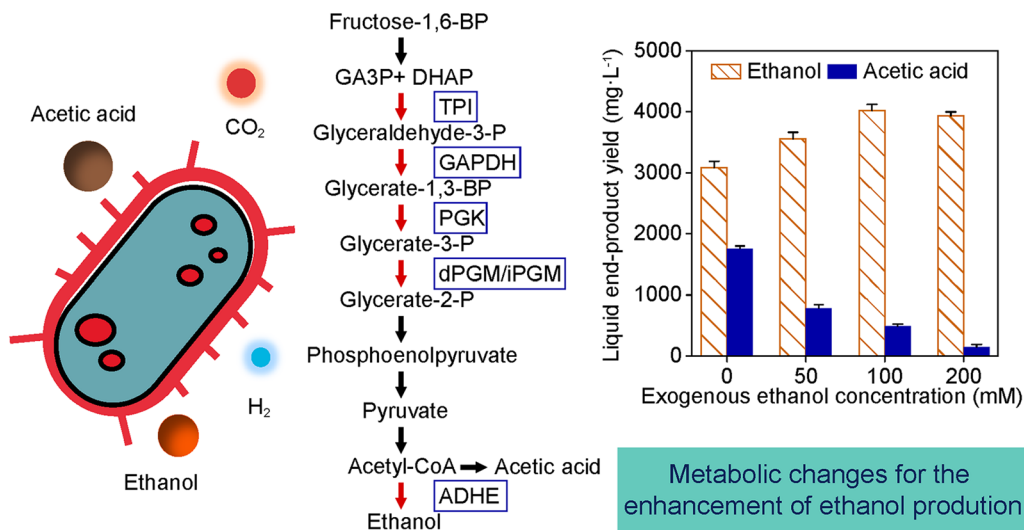 Acetic acid
CO₂
H₂
Ethanol
Fructose-1,6-BP
GA3P+ DHAP
TPI
Glyceraldehyde-3-P
GAPDH
Glycerate-1,3-BP
PGK
Glycerate-3-P
dPGM/iPGM
Glycerate-2-P
Phosphoenolpyruvate
Pyruvate
Acetyl-CoA Acetic acid
ADHE
Ethanol
Liquid end-product yield (mg·L⁻¹)
5000
4000
3000
2000
1000
0
Ethanol Acetic acid
0 50 100 200
Exogenous ethanol concentration (mM)
Metabolic changes for the
enhancement of ethanol prodution